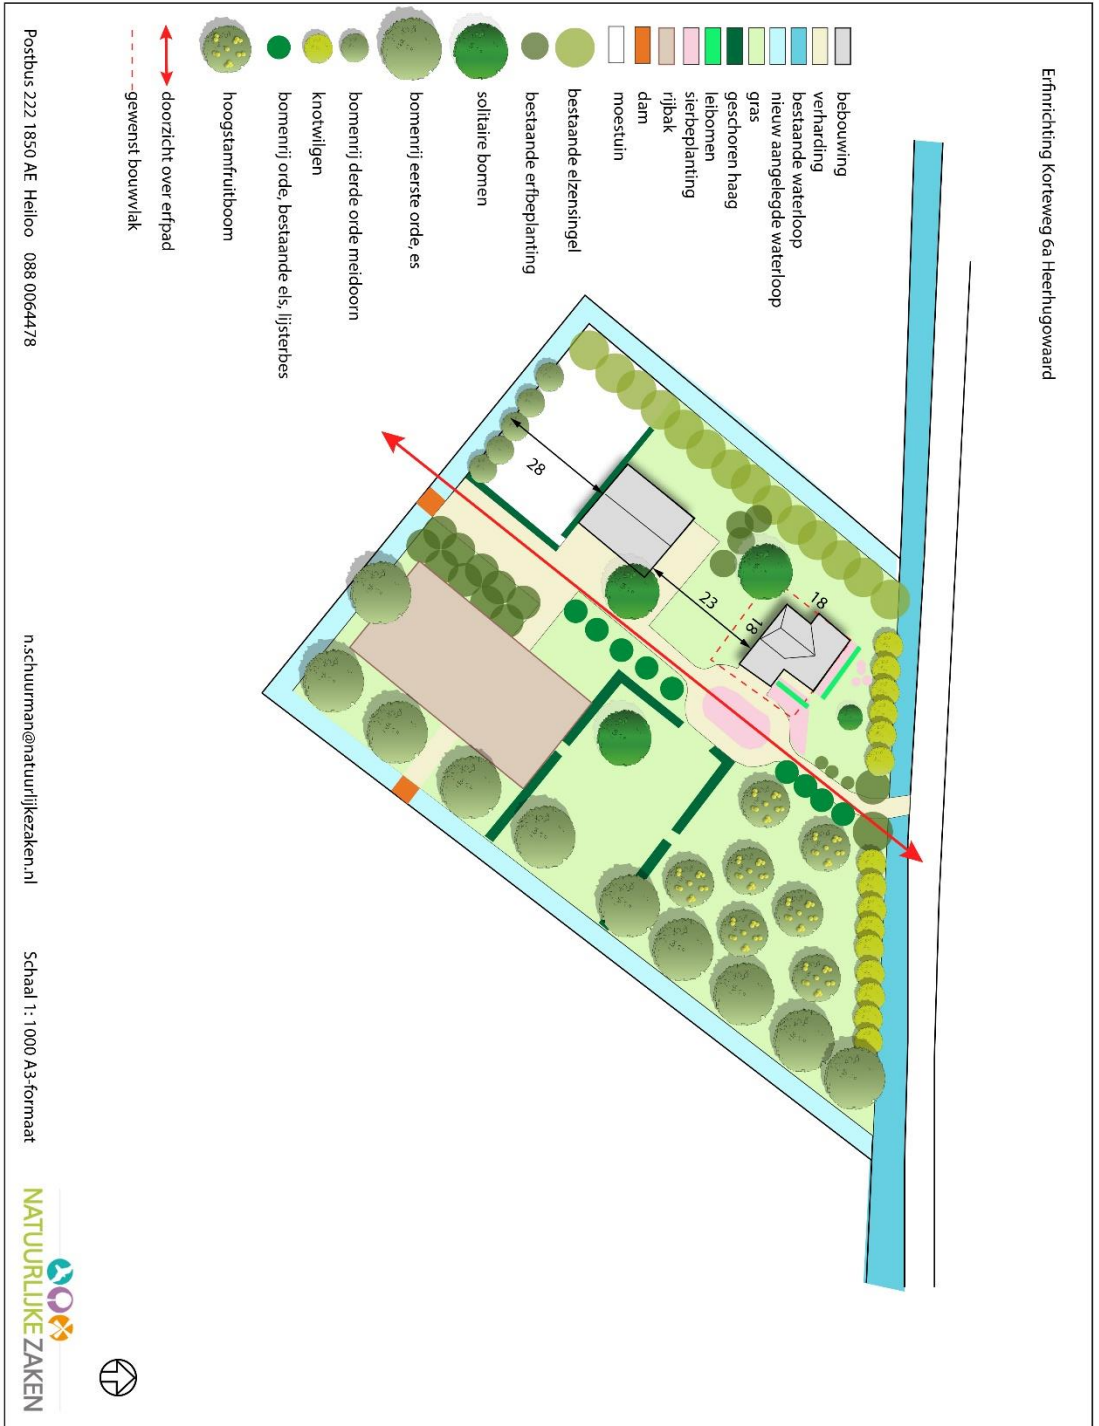 Erfinrichting Korteweg 6a Heerhugowaard
bebouwing
verharding
bestaande waterloop
nieuw aangelegde waterloop
gras
geschoren haag
leibomen
sierbeplanting
rijbak
dam
moestuin
bestaande elzensingel
bestaande erfbeplanting
solitaire bomen
bomenrij eerste orde, es
bomenrij derde orde meidoorn
knotwilgen
bomenrij orde, bestaande els, lijsterbes
hoogstamfruitboom
doorzicht over erfpad
gewenst bouwvlak
18
18
23
28
Postbus 222 1850 AE Heiloo 088 0064478
n.schuurman@natuurlijkezaken.nl
Schaal 1: 1000 A3-formaat
NATUURLIJKE ZAKEN